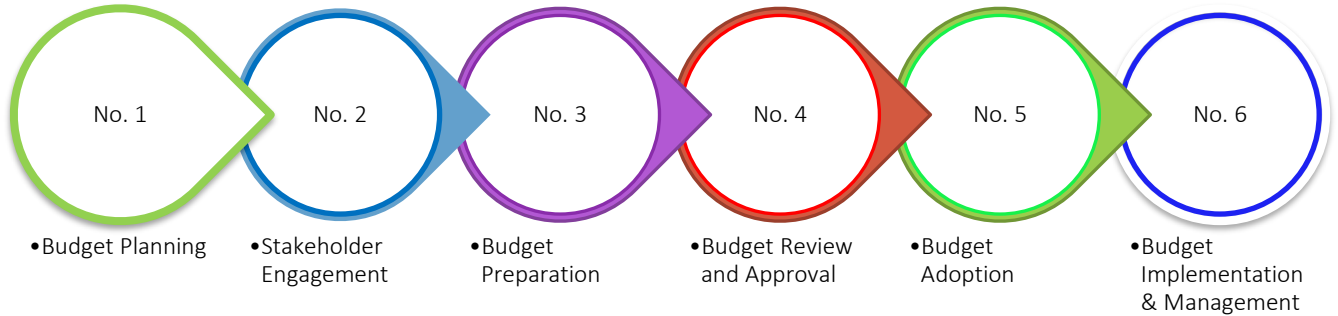 No. 1
No. 2
No. 3
No. 4
No. 5
No. 6
•Budget Planning
•Stakeholder
Engagement
•Budget
Preparation
•Budget Review
and Approval
•Budget
Adoption
•Budget
Implementation
& Management